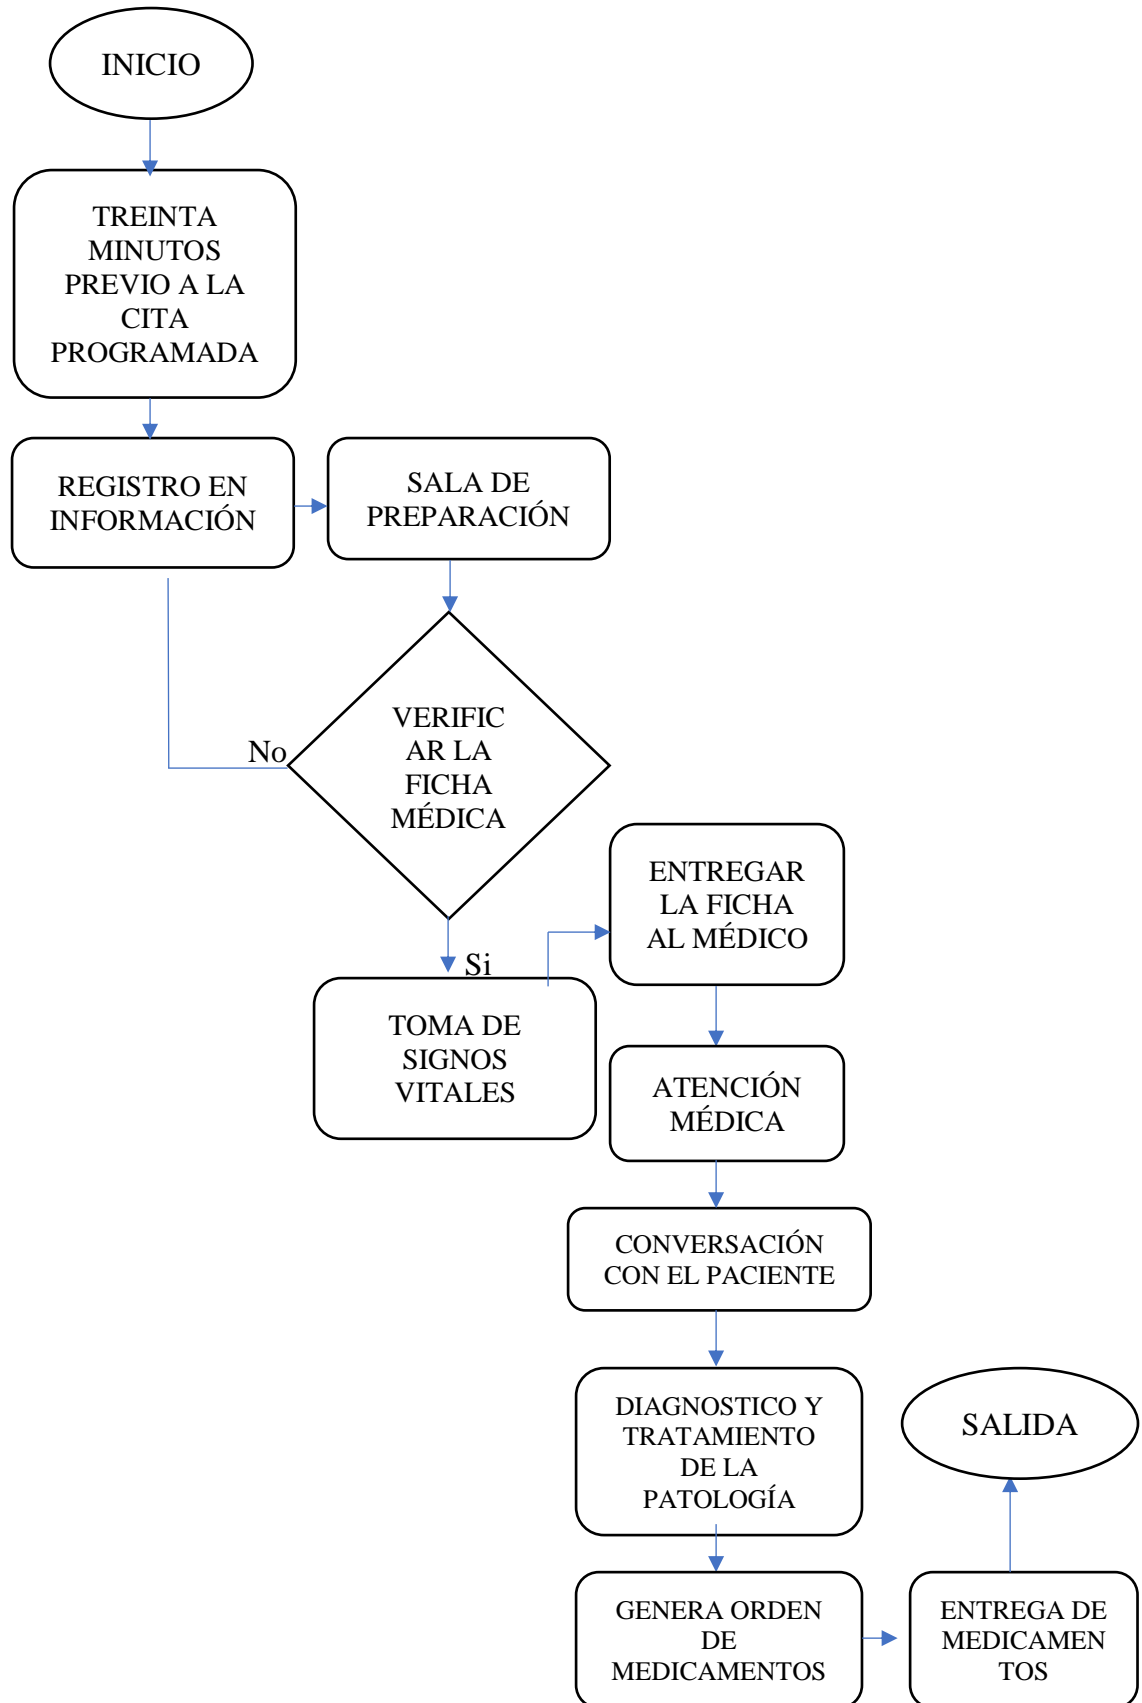 INICIO
TREINTA
MINUTOS
PREVIO A LA
CITA
PROGRAMADA
REGISTRO EN
INFORMACIÓN
SALA DE
PREPARACIÓN
VERIFIC
AR LA
FICHA
MÉDICA
No
Si
TOMA DE
SIGNOS
VITALES
ENTREGAR
LA FICHA
AL MÉDICO
ATENCIÓN
MÉDICA
CONVERSACIÓN
CON EL PACIENTE
DIAGNOSTICO Y
TRATAMIENTO
DE LA
PATOLOGÍA
GENERA ORDEN
DE
MEDICAMENTOS
ENTREGA DE
MEDICAMEN
TOS
SALIDA